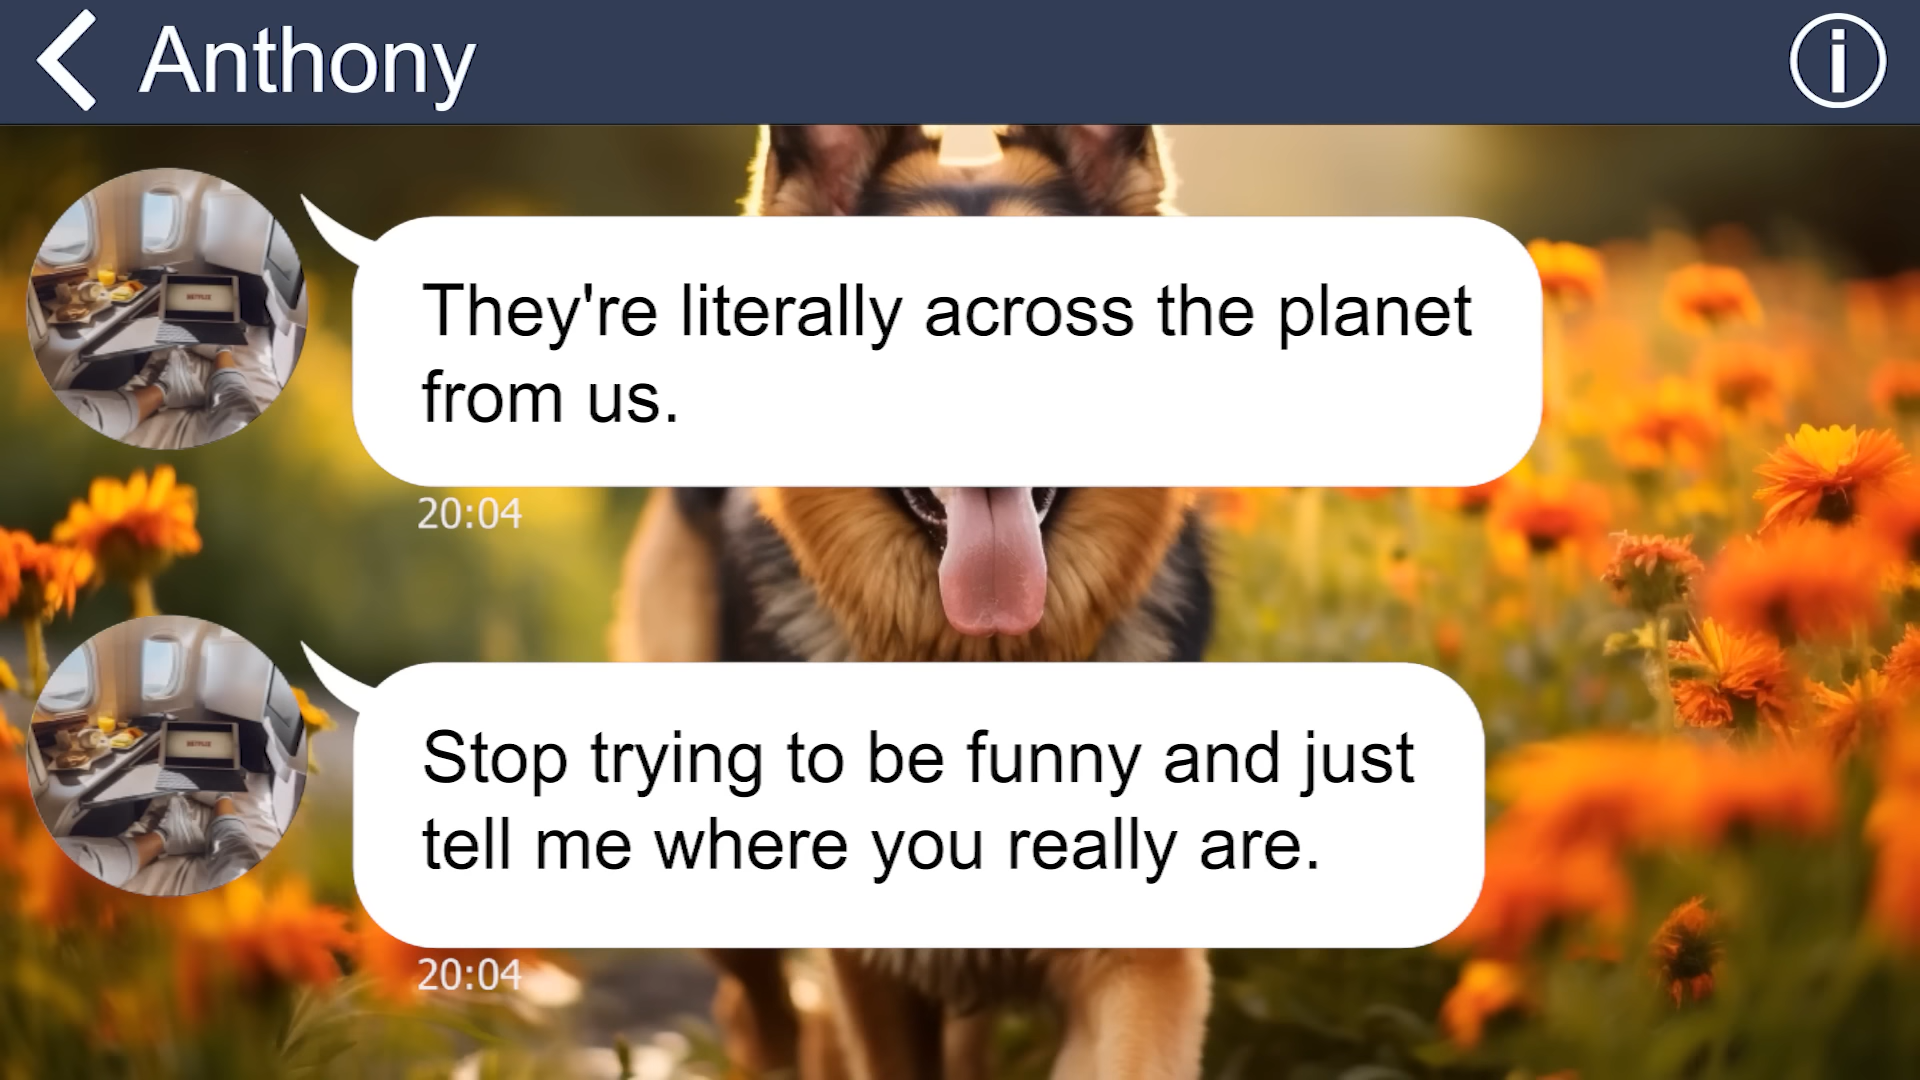 Anthony
They're literally across the planet
from us.
20:04
Stop trying to be funny and just
tell me where you really are.
20:04